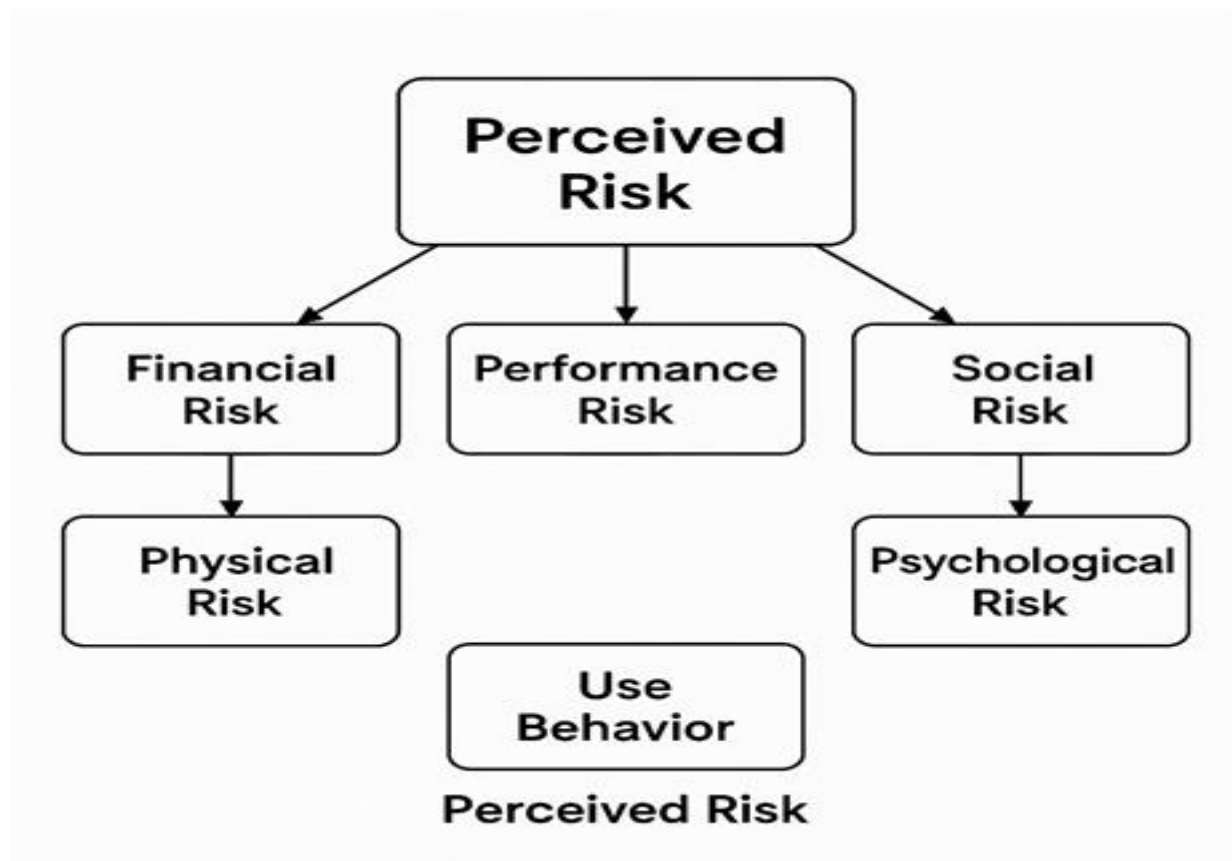 Perceived
Risk
Financial
Risk
Performance
Risk
Social
Risk
Physical
Risk
Psychological
Risk
Use
Behavior
Perceived Risk